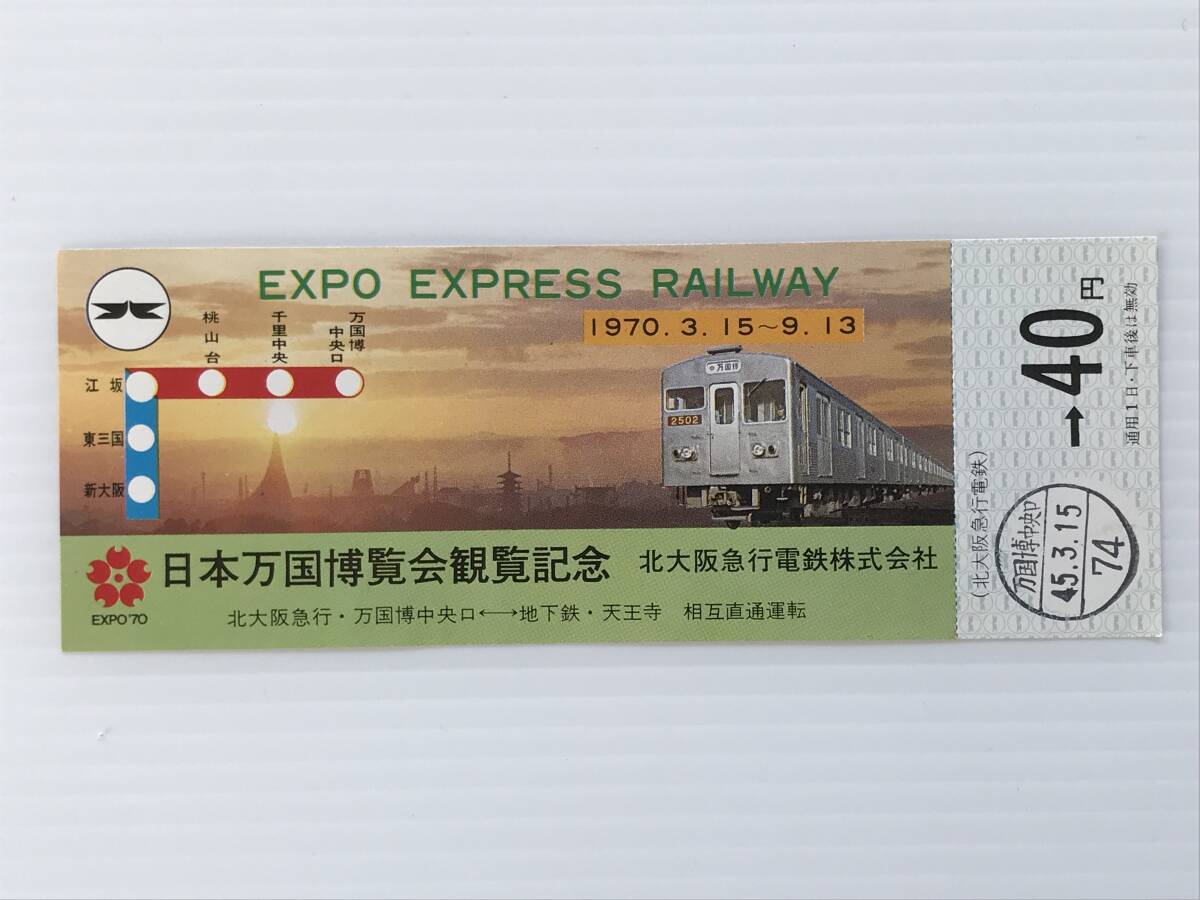 EXPO EXPRESS RAILWAY
1970.3.15~9.13
桃山台
千里中央
万国博
中央口
江坂
東三国
新大阪
万国博
2502
EXPO'70
日本万国博覧会観覧記念 北大阪急行電鉄株式会社
北大阪急行・万国博中央口⟷地下鉄・天王寺 相互直通運転
→40円
通用1日・下車後は無効
(北大阪急行電鉄)
万国博中央口
45.3.15
74